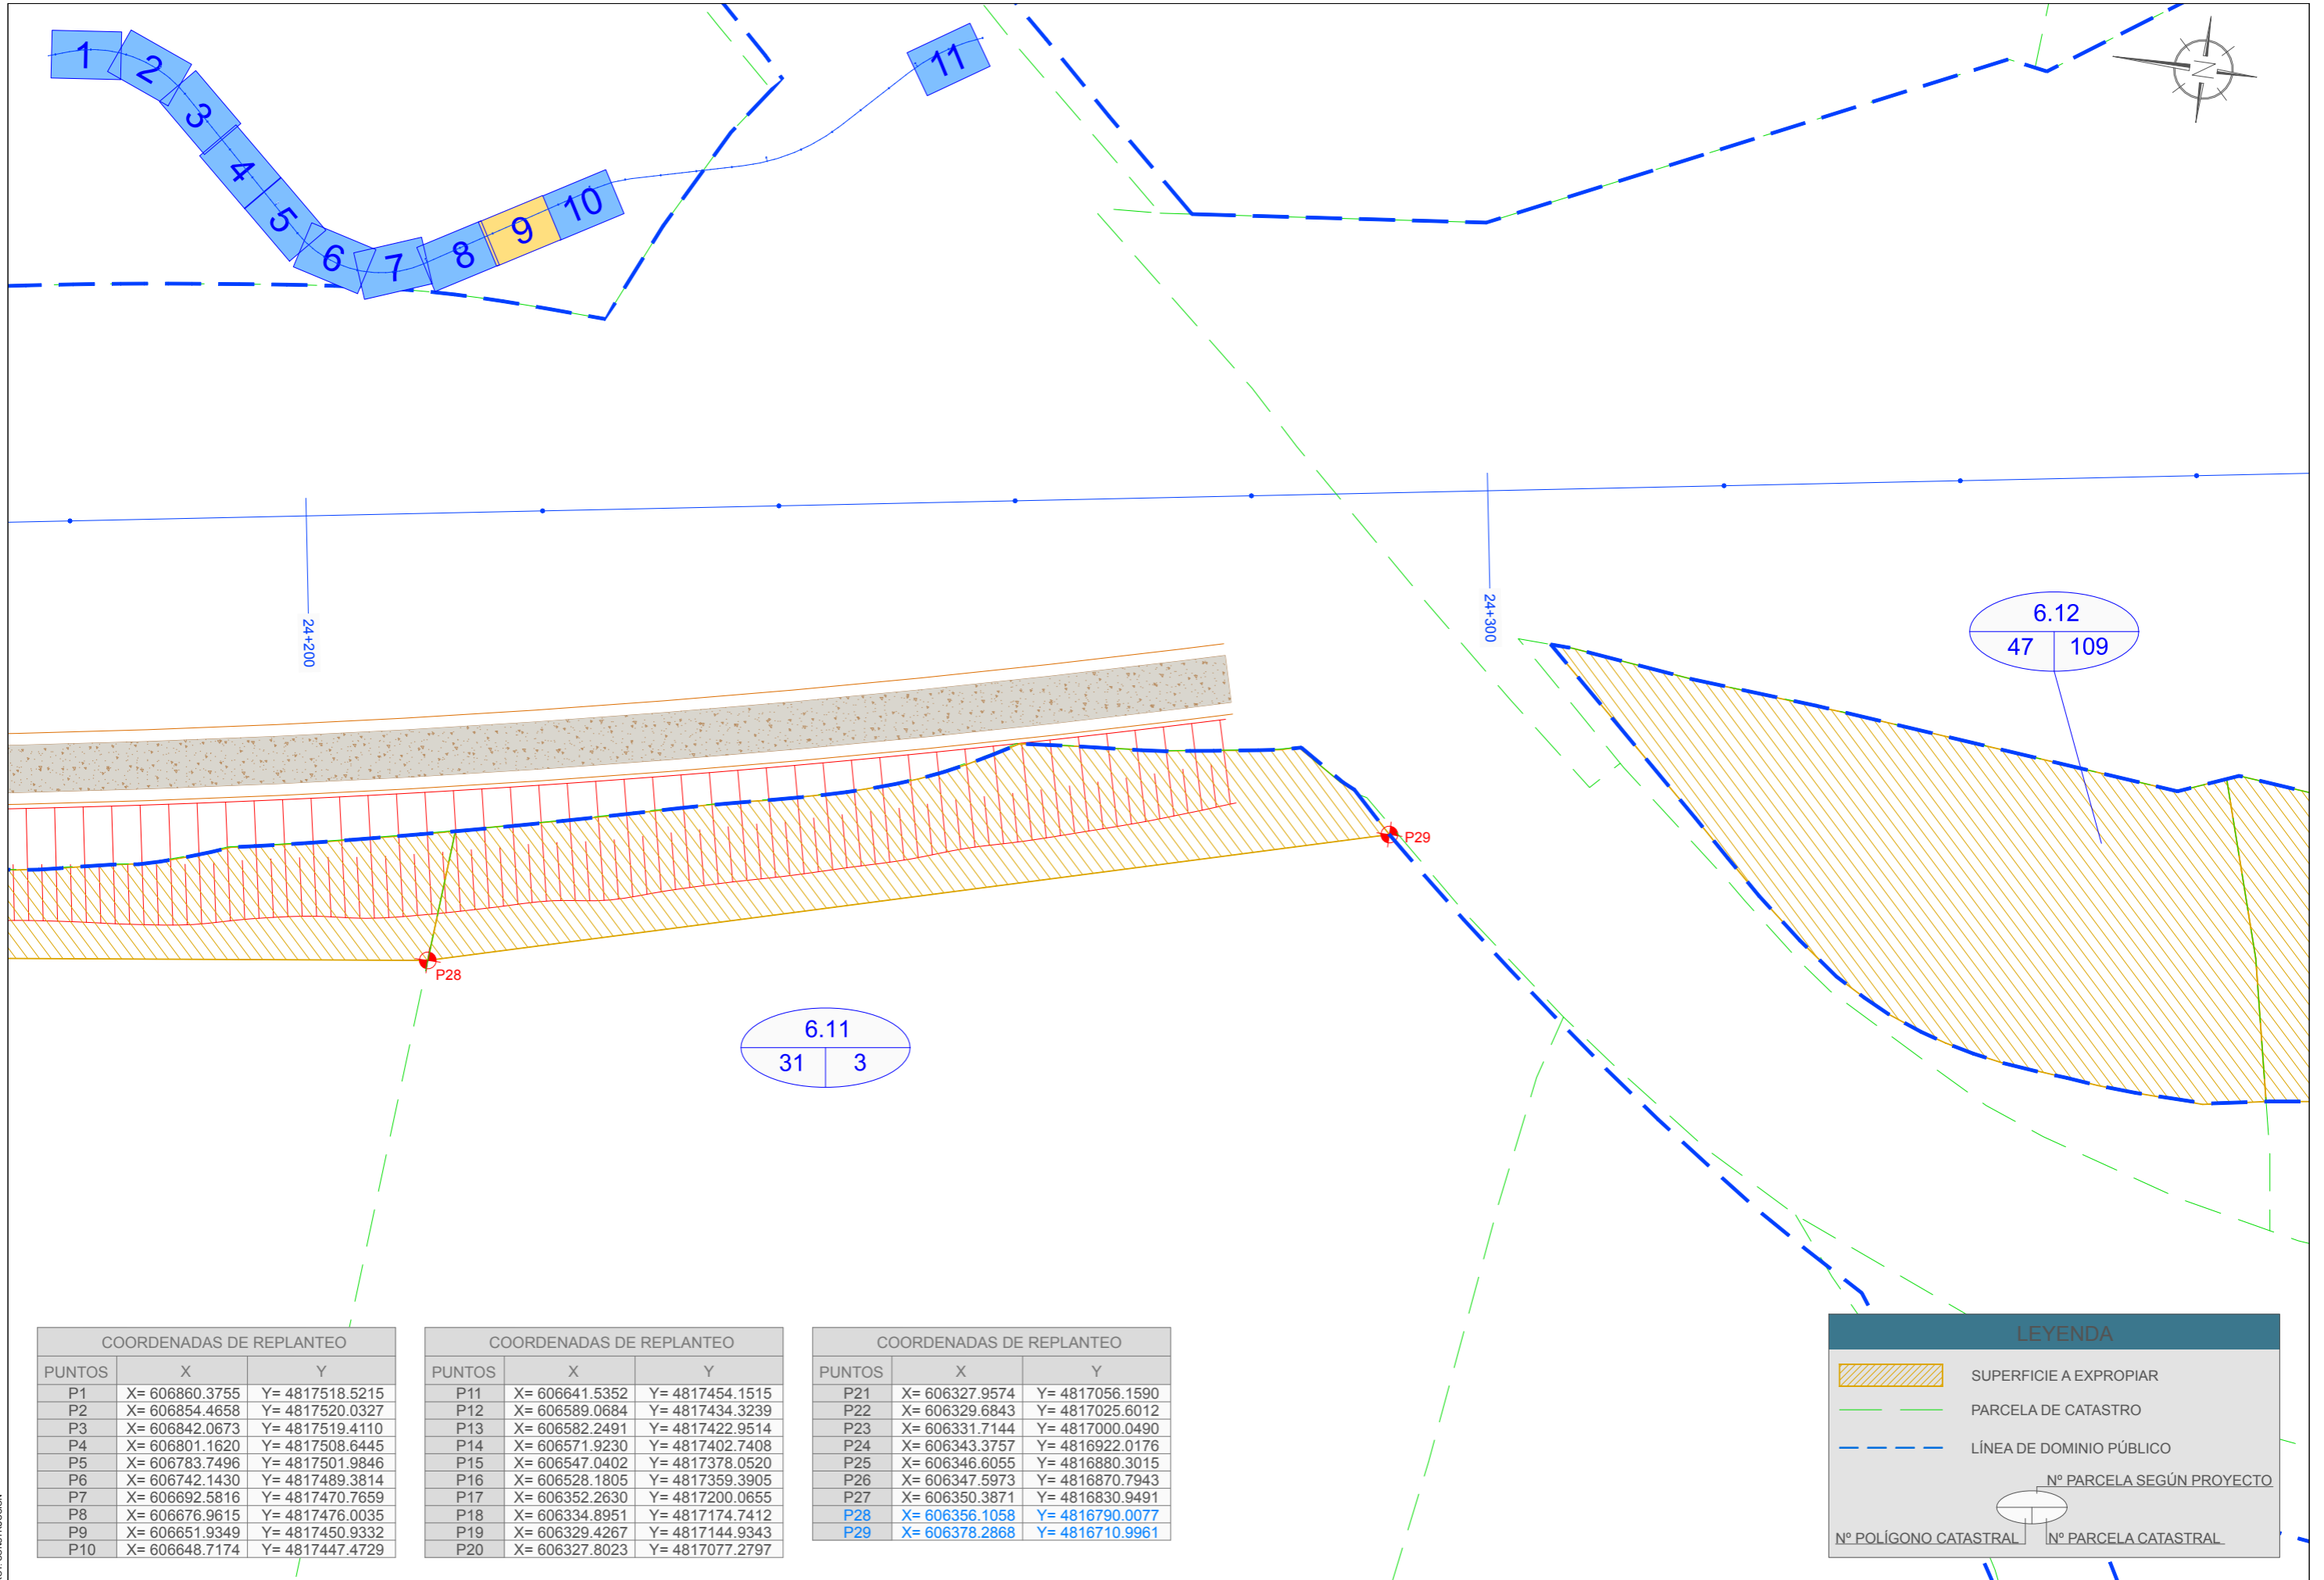 1
2
3
4
5
6
7
8
9
10
11
N
24+200
24+300
6.12
47 109
P29
P28
6.11
31 3
COORDENADAS DE REPLANTEO
PUNTOS X Y
P1 X= 606860.3755 Y= 4817518.5215
P2 X= 606854.4658 Y= 4817520.0327
P3 X= 606842.0673 Y= 4817519.4110
P4 X= 606801.1620 Y= 4817508.6445
P5 X= 606783.7496 Y= 4817501.9846
P6 X= 606742.1430 Y= 4817489.3814
P7 X= 606692.5816 Y= 4817470.7659
P8 X= 606676.9615 Y= 4817476.0035
P9 X= 606651.9349 Y= 4817450.9332
P10 X= 606648.7174 Y= 4817447.4729
COORDENADAS DE REPLANTEO
PUNTOS X Y
P11 X= 606641.5352 Y= 4817454.1515
P12 X= 606589.0684 Y= 4817434.3239
P13 X= 606582.2491 Y= 4817422.9514
P14 X= 606571.9230 Y= 4817402.7408
P15 X= 606547.0402 Y= 4817378.0520
P16 X= 606528.1805 Y= 4817359.3905
P17 X= 606352.2630 Y= 4817200.0655
P18 X= 606334.8951 Y= 4817174.7412
P19 X= 606329.4267 Y= 4817144.9343
P20 X= 606327.8023 Y= 4817077.2797
COORDENADAS DE REPLANTEO
PUNTOS X Y
P21 X= 606327.9574 Y= 4817056.1590
P22 X= 606329.6843 Y= 4817025.6012
P23 X= 606331.7144 Y= 4817000.0490
P24 X= 606343.3757 Y= 4816922.0176
P25 X= 606346.6055 Y= 4816880.3015
P26 X= 606347.5973 Y= 4816870.7943
P27 X= 606350.3871 Y= 4816830.9491
P28 X= 606356.1058 Y= 4816790.0077
P29 X= 606378.2868 Y= 4816710.9961
LEYENDA
SUPERFICIE A EXPROPIAR
PARCELA DE CATASTRO
LÍNEA DE DOMINIO PÚBLICO
Nº PARCELA SEGÚN PROYECTO
Nº POLÍGONO CATASTRAL Nº PARCELA CATASTRAL